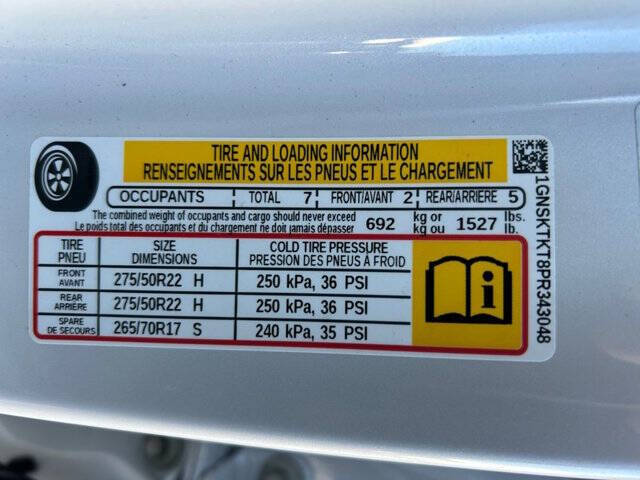 TIRE AND LOADING INFORMATION
RENSEIGNEMENTS SUR LES PNEUS ET LE CHARGEMENT
OCCUPANTS TOTAL 7 FRONT/AVANT 2 REAR/ARRIÈRE 5
The combined weight of occupants and cargo should never exceed 692 kg or 1527 lbs.
Le poids total des occupants et du chargement ne doit jamais dépasser kg ou lb.
TIRE SIZE COLD TIRE PRESSURE
PNEU DIMENSIONS PRESSION DES PNEUS À FROID
FRONT
AVANT 275/50R22 H 250 kPa, 36 PSI
REAR
ARRIÈRE 275/50R22 H 250 kPa, 36 PSI
SPARE
DE SECOURS 265/70R17 S 240 kPa, 35 PSI
1GNSKTKT8PR343048